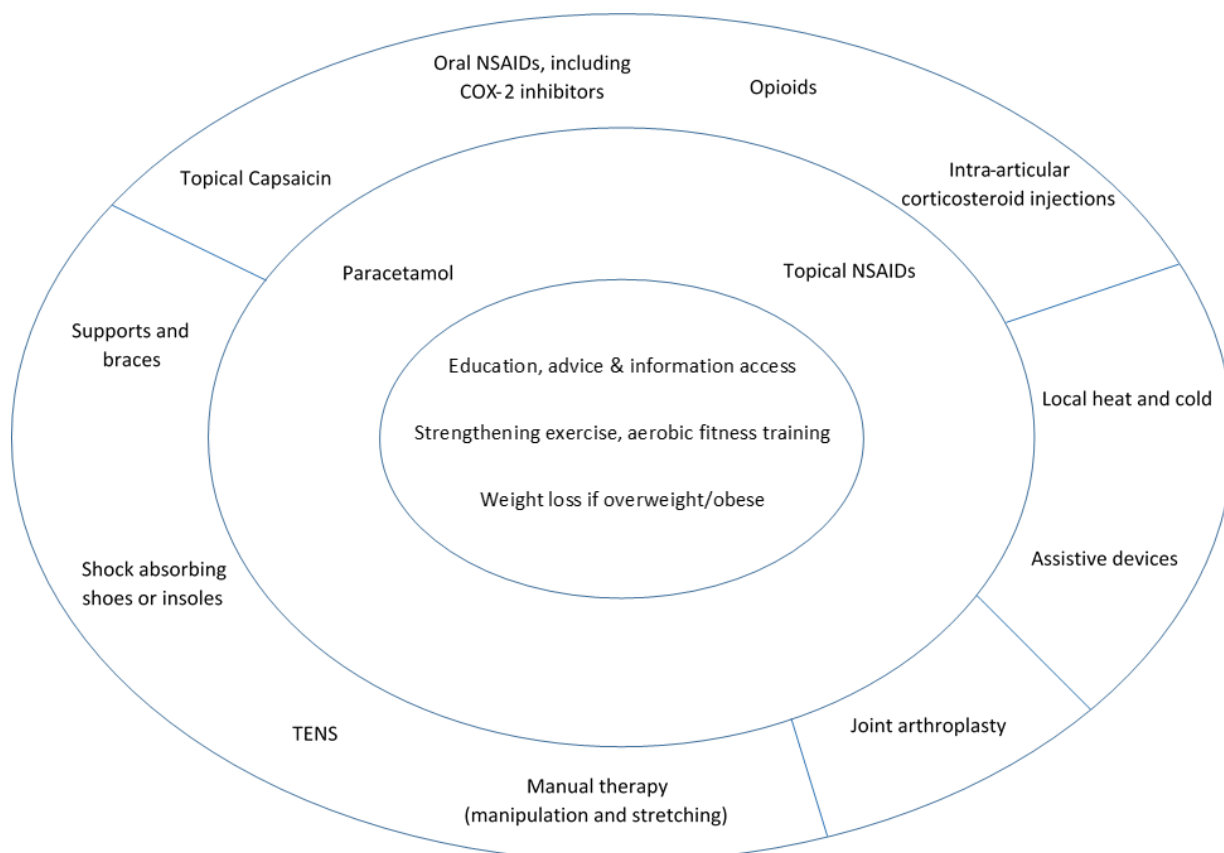 Oral NSAIDs, including
COX-2 inhibitors
Opioids
Topical Capsaicin
Intra-articular
corticosteroid injections
Paracetamol
Topical NSAIDs
Supports and
braces
Education, advice & information access
Local heat and cold
Strengthening exercise, aerobic fitness training
Weight loss if overweight/obese
Shock absorbing
shoes or insoles
Assistive devices
TENS
Joint arthroplasty
Manual therapy
(manipulation and stretching)